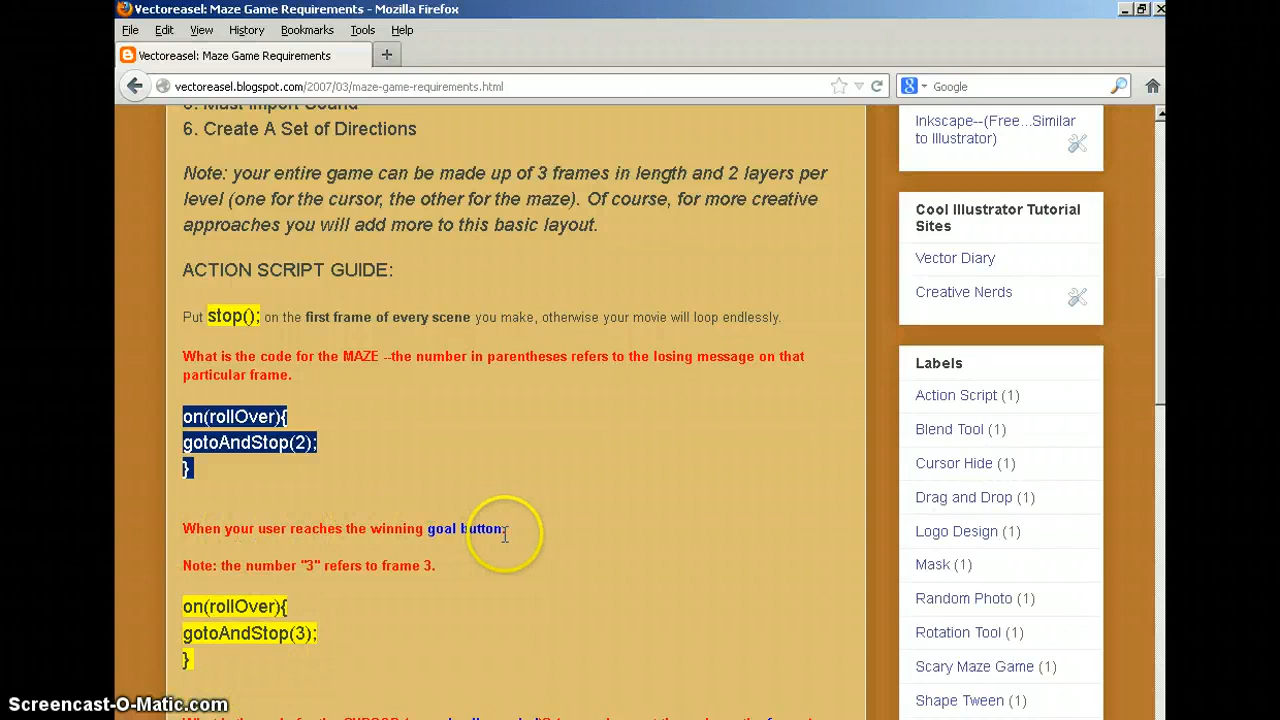 Vectoreasel: Maze Game Requirements - Mozilla Firefox
File Edit View History Bookmarks Tools Help
Vectoreasel: Maze Game Requirements
vectoreasel.blogspot.com/2007/03/maze-game-requirements.html
Google
5. Must Import Sound
6. Create A Set of Directions
Note: your entire game can be made up of 3 frames in length and 2 layers per
level (one for the cursor, the other for the maze). Of course, for more creative
approaches you will add more to this basic layout.
ACTION SCRIPT GUIDE:
Put stop(); on the first frame of every scene you make, otherwise your movie will loop endlessly.
What is the code for the MAZE --the number in parentheses refers to the losing message on that
particular frame.
on(rollOver){
gotoAndStop(2);
}
When your user reaches the winning goal button:
Note: the number "3" refers to frame 3.
on(rollOver){
gotoAndStop(3);
}
Inkscape--(Free...Similar
to Illustrator)
Cool Illustrator Tutorial
Sites
Vector Diary
Creative Nerds
Labels
Action Script (1)
Blend Tool (1)
Cursor Hide (1)
Drag and Drop (1)
Logo Design (1)
Mask (1)
Random Photo (1)
Rotation Tool (1)
Scary Maze Game (1)
Shape Tween (1)
Screencast-O-Matic.com